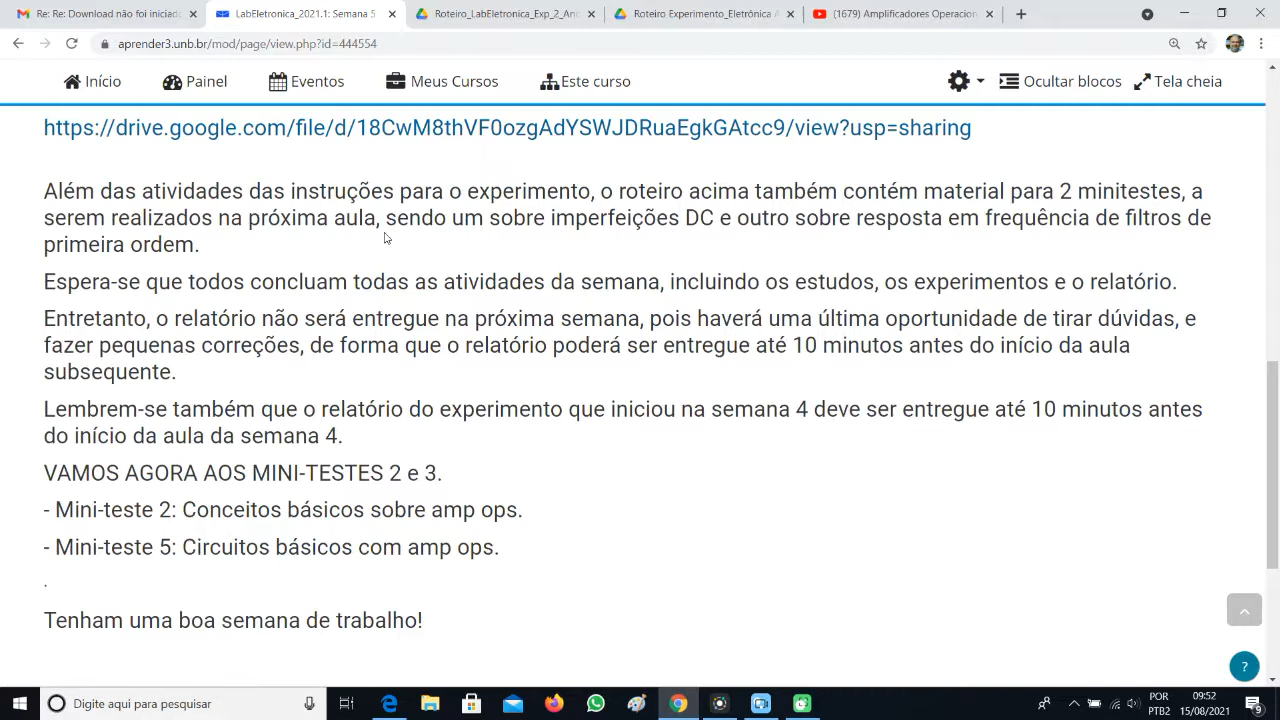 Re: Re: Download não foi iniciado
LabEletronica_2021.1: Semana 5
Roteiro_LabEletronica_Exp_2_And
Roteiro Experimento_Eletrônica A
(1679) Amplificadores Operacion
aprender3.unb.br/mod/page/view.php?id=444554
Início
Painel
Eventos
Meus Cursos
Este curso
Ocultar blocos
Tela cheia
https://drive.google.com/file/d/18CwM8thVF0ozgAdYSWJDRuaEgkGAtcc9/view?usp=sharing
Além das atividades das instruções para o experimento, o roteiro acima também contém material para 2 minitestes, a
serem realizados na próxima aula, sendo um sobre imperfeições DC e outro sobre resposta em frequência de filtros de
primeira ordem.
Espera-se que todos concluam todas as atividades da semana, incluindo os estudos, os experimentos e o relatório.
Entretanto, o relatório não será entregue na próxima semana, pois haverá uma última oportunidade de tirar dúvidas, e
fazer pequenas correções, de forma que o relatório poderá ser entregue até 10 minutos antes do início da aula
subsequente.
Lembrem-se também que o relatório do experimento que iniciou na semana 4 deve ser entregue até 10 minutos antes
do início da aula da semana 4.
VAMOS AGORA AOS MINI-TESTES 2 e 3.
- Mini-teste 2: Conceitos básicos sobre amp ops.
- Mini-teste 5: Circuitos básicos com amp ops.
.
Tenham uma boa semana de trabalho!
?
Digite aqui para pesquisar
POR
PTB2
09:52
15/08/2021
9